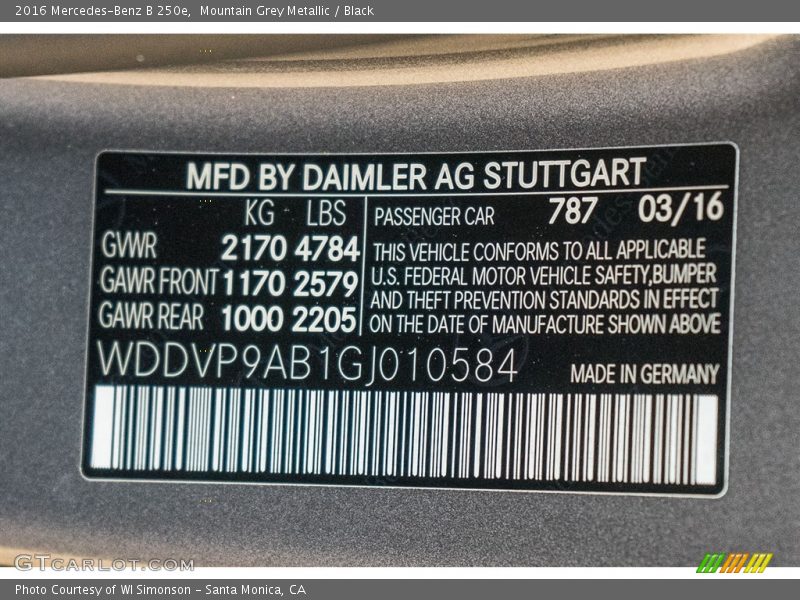 2016 Mercedes-Benz B 250e,  Mountain Grey Metallic / Black
MFD BY DAIMLER AG STUTTGART
KG LBS
GVWR 2170 4784
GAWR FRONT 1170 2579
GAWR REAR 1000 2205
PASSENGER CAR 787 03/16
THIS VEHICLE CONFORMS TO ALL APPLICABLE
U.S. FEDERAL MOTOR VEHICLE SAFETY,BUMPER
AND THEFT PREVENTION STANDARDS IN EFFECT
ON THE DATE OF MANUFACTURE SHOWN ABOVE
WDDVP9AB1GJ010584
MADE IN GERMANY
GTCarLot.com
Photo Courtesy of WI Simonson - Santa Monica, CA